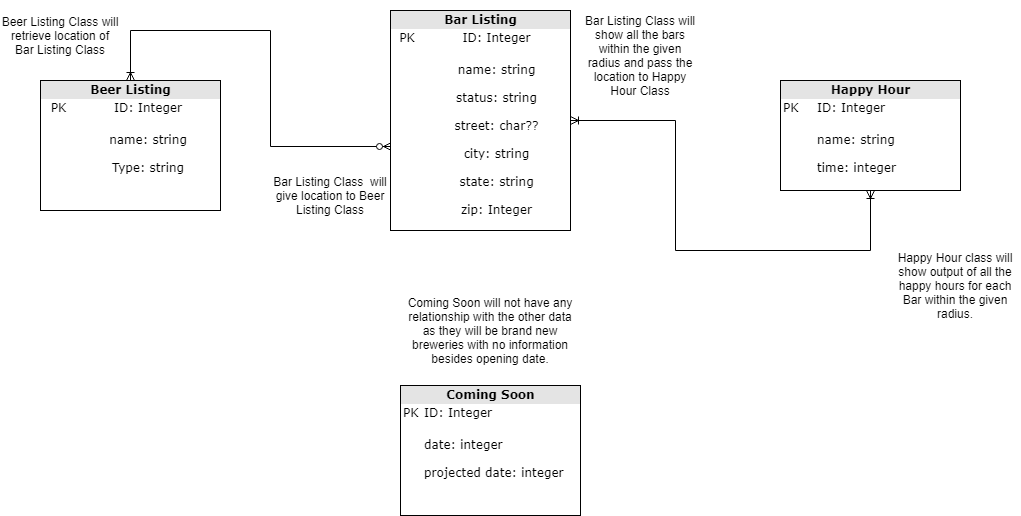 Beer Listing Class will
retrieve location of
Bar Listing Class
Beer Listing
PK ID: Integer
name: string
Type: string
Bar Listing
PK ID: Integer
name: string
status: string
street: char??
city: string
state: string
zip: Integer
Bar Listing Class will
give location to Beer
Listing Class
Bar Listing Class will
show all the bars
within the given
radius and pass the
location to Happy
Hour Class
Happy Hour
PK ID: Integer
name: string
time: integer
Happy Hour class will
show output of all the
happy hours for each
Bar within the given
radius.
Coming Soon will not have any
relationship with the other data
as they will be brand new
breweries with no information
besides opening date.
Coming Soon
PK ID: Integer
date: integer
projected date: integer